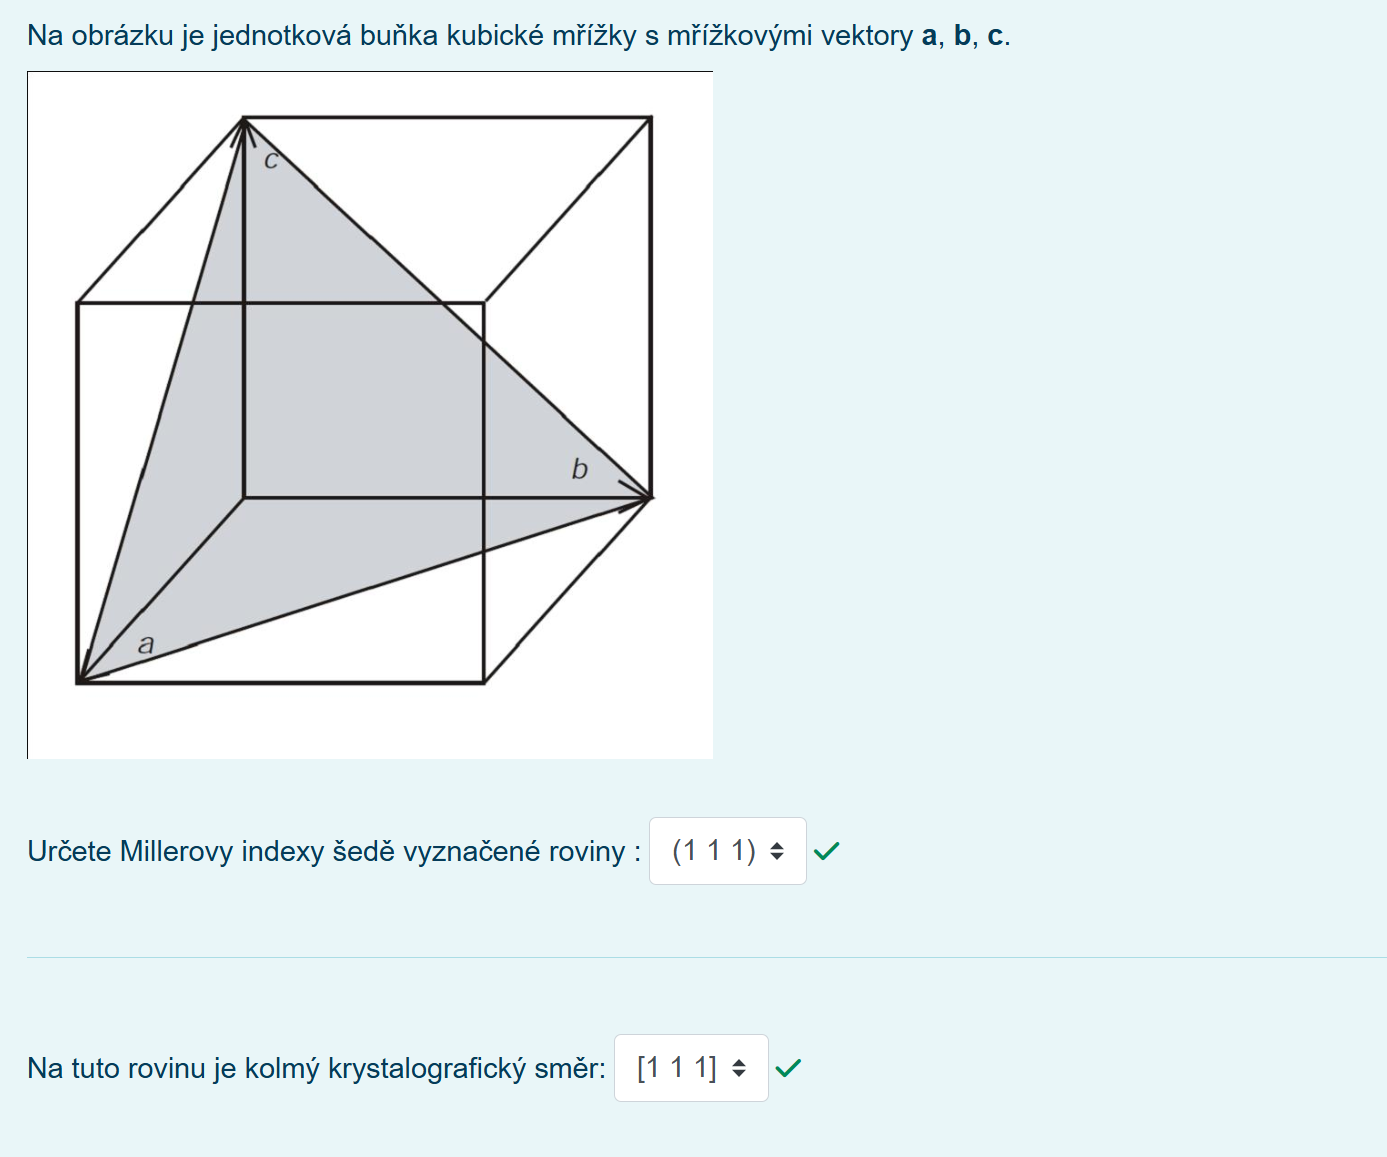 Na obrázku je jednotková buňka kubické mřížky s mřížkovými vektory a, b, c.
c
b
a
Určete Millerovy indexy šedě vyznačené roviny : (1 1 1)
Na tuto rovinu je kolmý krystalografický směr: [1 1 1]